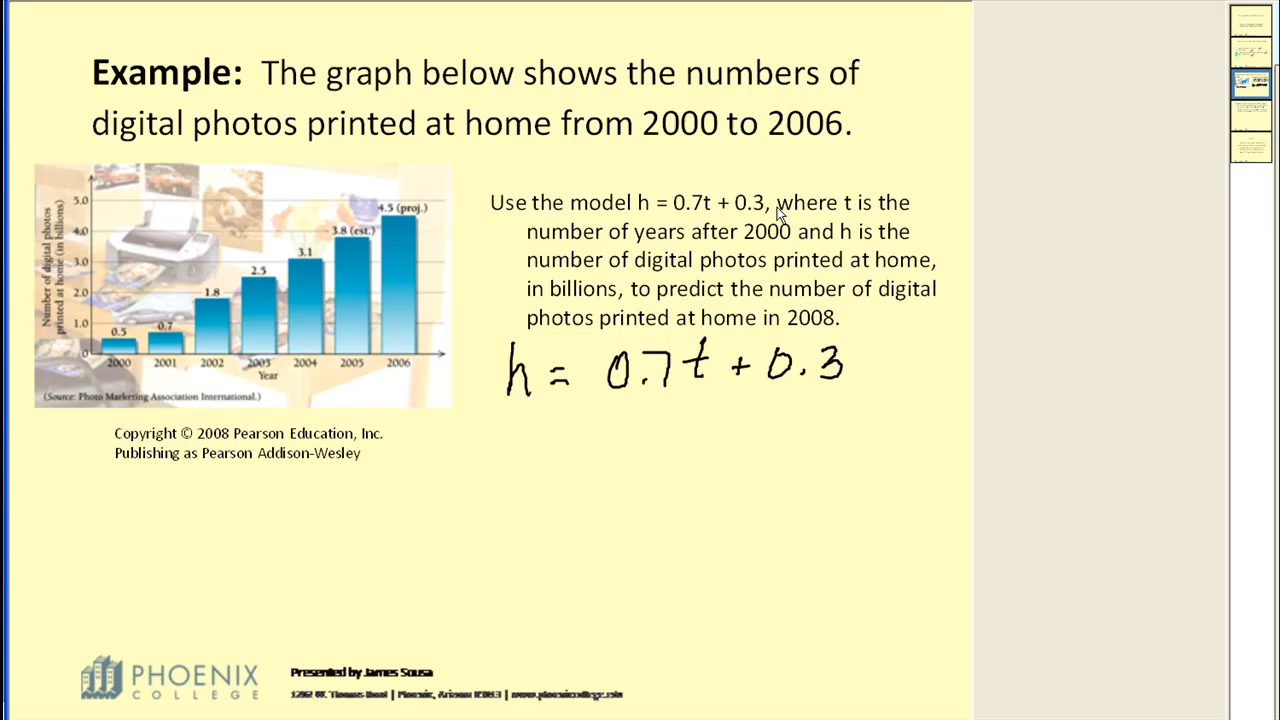 Example: The graph below shows the numbers of
digital photos printed at home from 2000 to 2006.
Number of digital photos
printed at home (in billions)
5.0
4.0
3.0
2.0
1.0
0
0.5
0.7
1.8
2.5
3.1
3.8 (est.)
4.5 (proj.)
2000 2001 2002 2003 2004 2005 2006
Year
(Source: Photo Marketing Association International.)
Copyright © 2008 Pearson Education, Inc.
Publishing as Pearson Addison-Wesley
Use the model h = 0.7t + 0.3, where t is the
number of years after 2000 and h is the
number of digital photos printed at home,
in billions, to predict the number of digital
photos printed at home in 2008.
h = 0.7t + 0.3
PHOENIX
COLLEGE
Presented by James Sousa